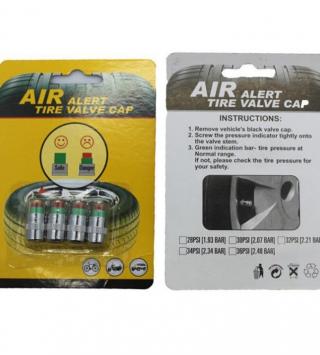 AIR ALERT
TIRE VALVE CAP
Safe
Danger
AIR ALERT
TIRE VALVE CAP
INSTRUCTIONS:
1. Remove vehicle's black valve cap.
2. Screw the pressure indicator tightly onto
the valve stem.
3. Green indication bar- tire pressure at
Normal range.
If not, please check the tire pressure for
your safety.
28PSI [1.93 BAR] 30PSI [2.07 BAR] 32PSI [2.21 BAR]
34PSI [2.34 BAR] 36PSI [2.48 BAR]